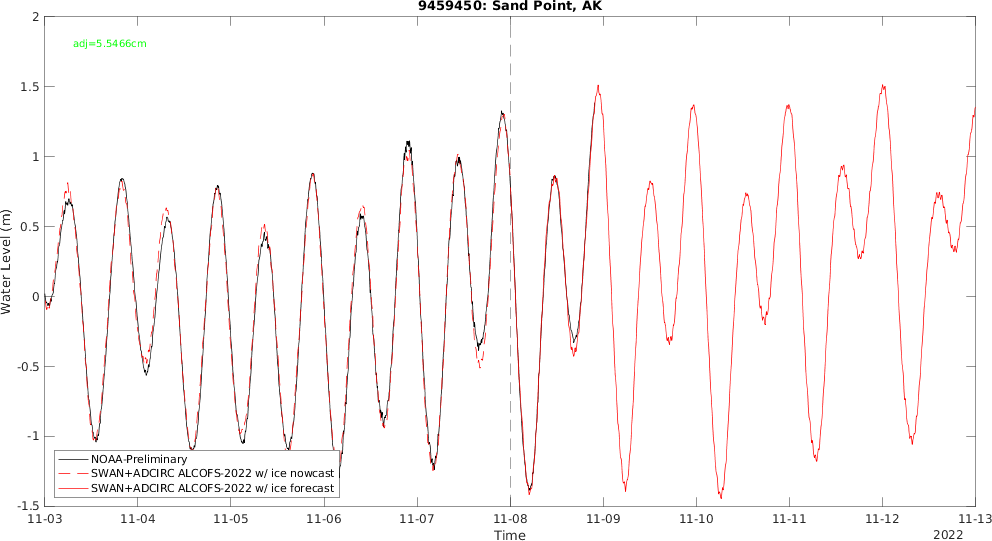 9459450: Sand Point, AK
adj=5.5466cm
2
1.5
1
0.5
0
-0.5
-1
-1.5
Water Level (m)
NOAA-Preliminary
SWAN+ADCIRC ALCOFS-2022 w/ ice nowcast
SWAN+ADCIRC ALCOFS-2022 w/ ice forecast
11-03 11-04 11-05 11-06 11-07 11-08 11-09 11-10 11-11 11-12 11-13
Time
2022